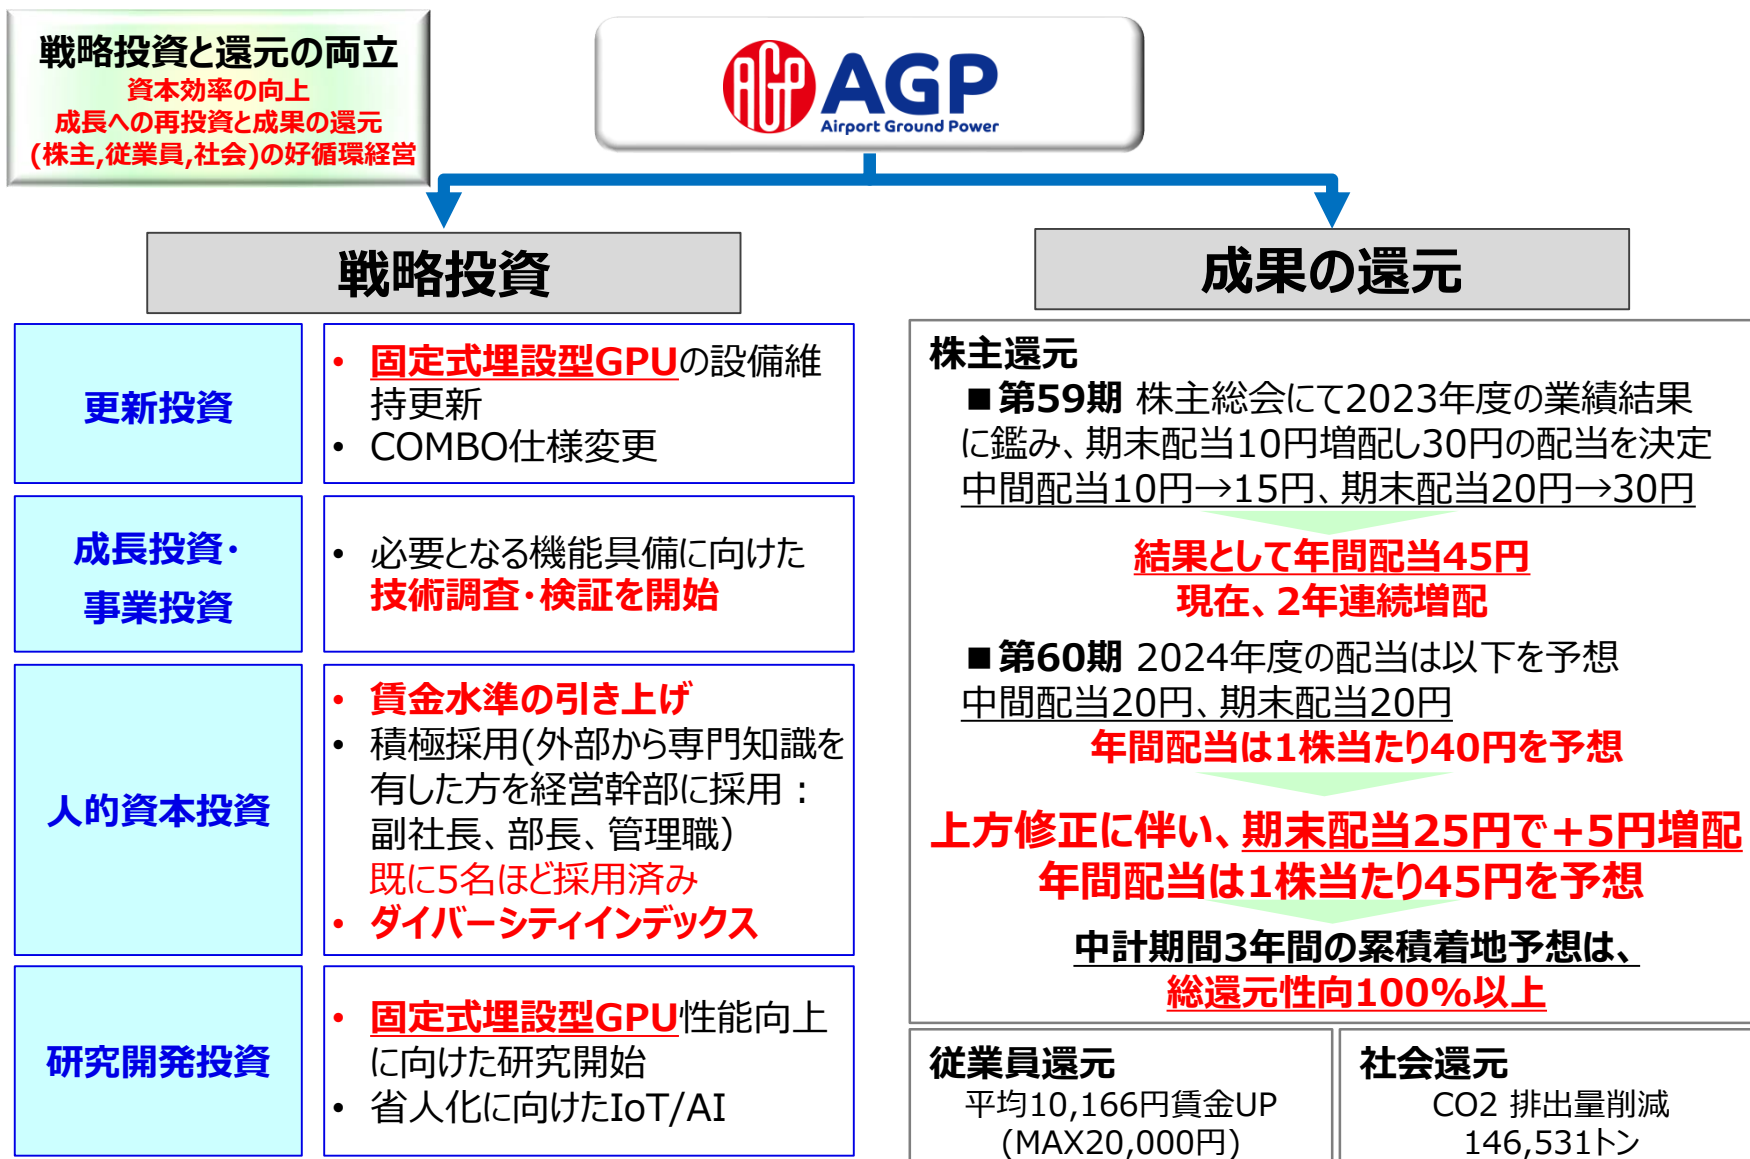 戦略投資と還元の両立
資本効率の向上
成長への再投資と成果の還元
(株主,従業員,社会)の好循環経営
AGP AGP
Airport Ground Power
戦略投資
更新投資
• 固定式埋設型GPUの設備維
持更新
• COMBO仕様変更
成長投資・
事業投資
• 必要となる機能具備に向けた
技術調査・検証を開始
人的資本投資
• 賃金水準の引き上げ
• 積極採用(外部から専門知識を
有した方を経営幹部に採用：
副社長、部長、管理職）
既に5名ほど採用済み
• ダイバーシティインデックス
研究開発投資
• 固定式埋設型GPU性能向上
に向けた研究開始
• 省人化に向けたIoT/AI
成果の還元
株主還元
■第59期 株主総会にて2023年度の業績結果
に鑑み、期末配当10円増配し30円の配当を決定
中間配当10円→15円、期末配当20円→30円
結果として年間配当45円
現在、2年連続増配
■第60期 2024年度の配当は以下を予想
中間配当20円、期末配当20円
年間配当は1株当たり40円を予想
上方修正に伴い、期末配当25円で+5円増配
年間配当は1株当たり45円を予想
中計期間3年間の累積着地予想は、
総還元性向100%以上
従業員還元
平均10,166円賃金UP
(MAX20,000円)
社会還元
CO2 排出量削減
146,531トン